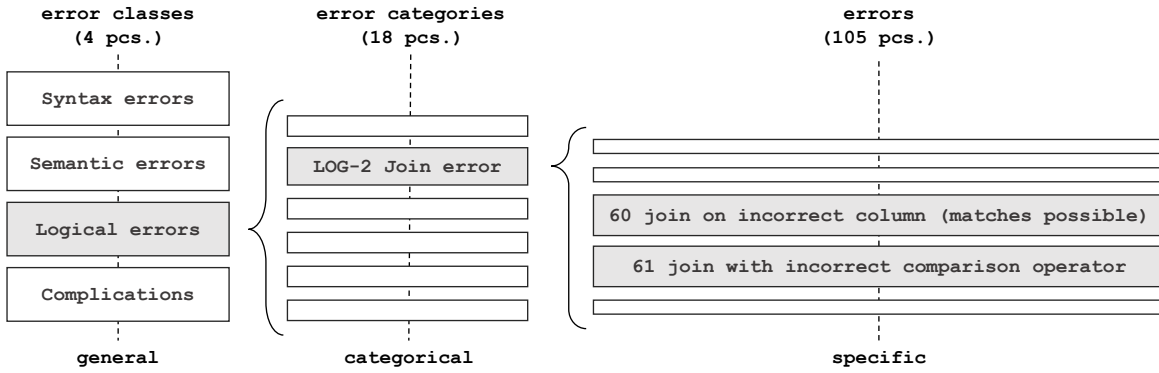 error classes
(4 pcs.)
error categories
(18 pcs.)
errors
(105 pcs.)
Syntax errors
Semantic errors
Logical errors
Complications
LOG-2 Join error
60 join on incorrect column (matches possible)
61 join with incorrect comparison operator
general
categorical
specific